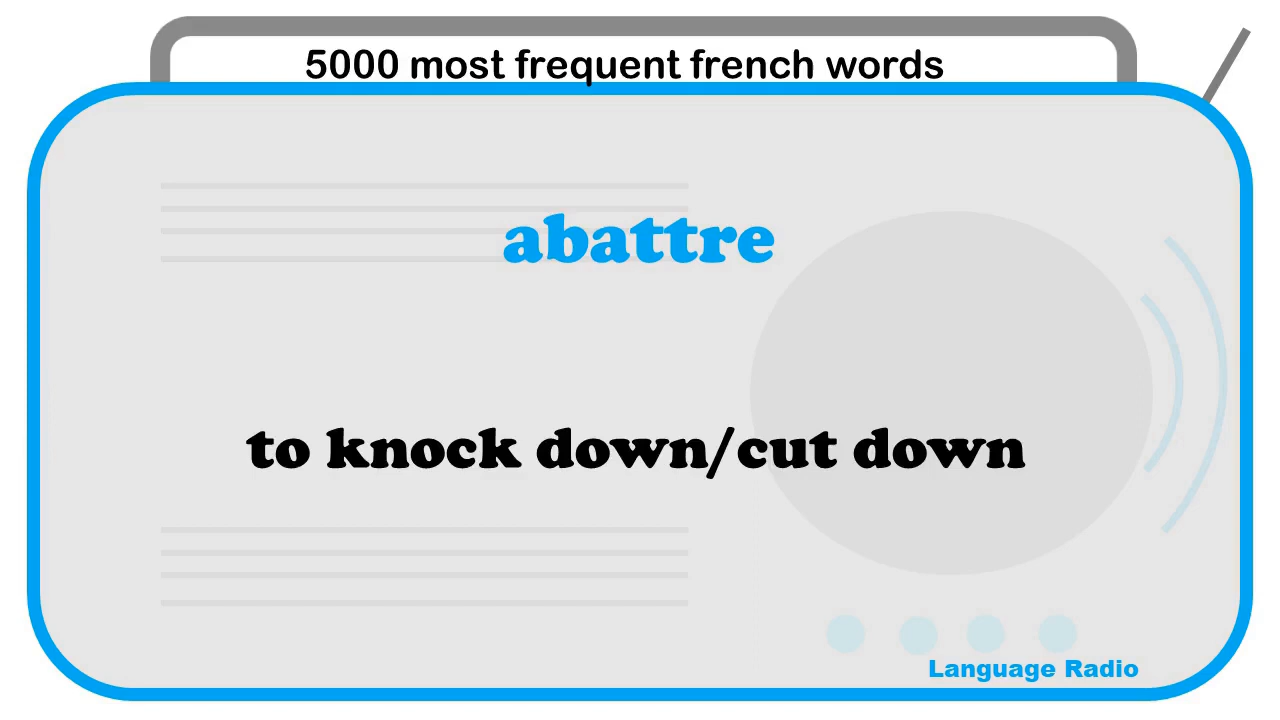 5000 most frequent french words
abattre
to knock down/cut down
Language Radio